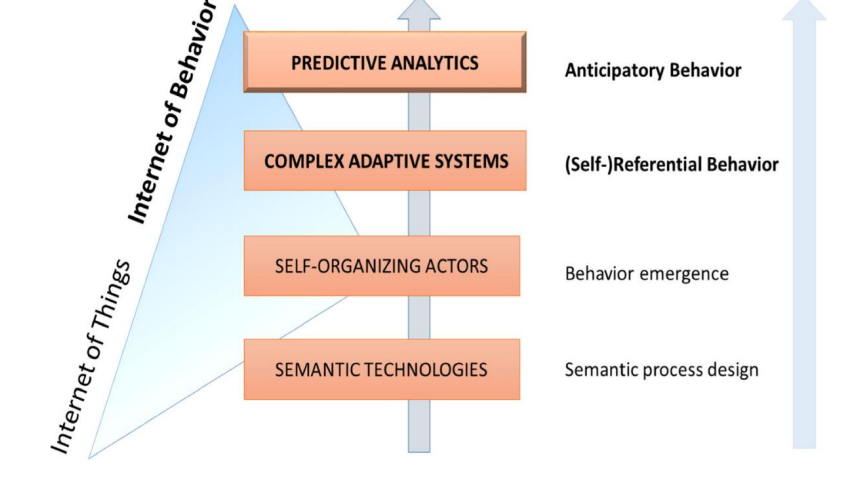 Internet of Behavior
Internet of Things
PREDICTIVE ANALYTICS
Anticipatory Behavior
COMPLEX ADAPTIVE SYSTEMS
(Self-)Referential Behavior
SELF-ORGANIZING ACTORS
Behavior emergence
SEMANTIC TECHNOLOGIES
Semantic process design